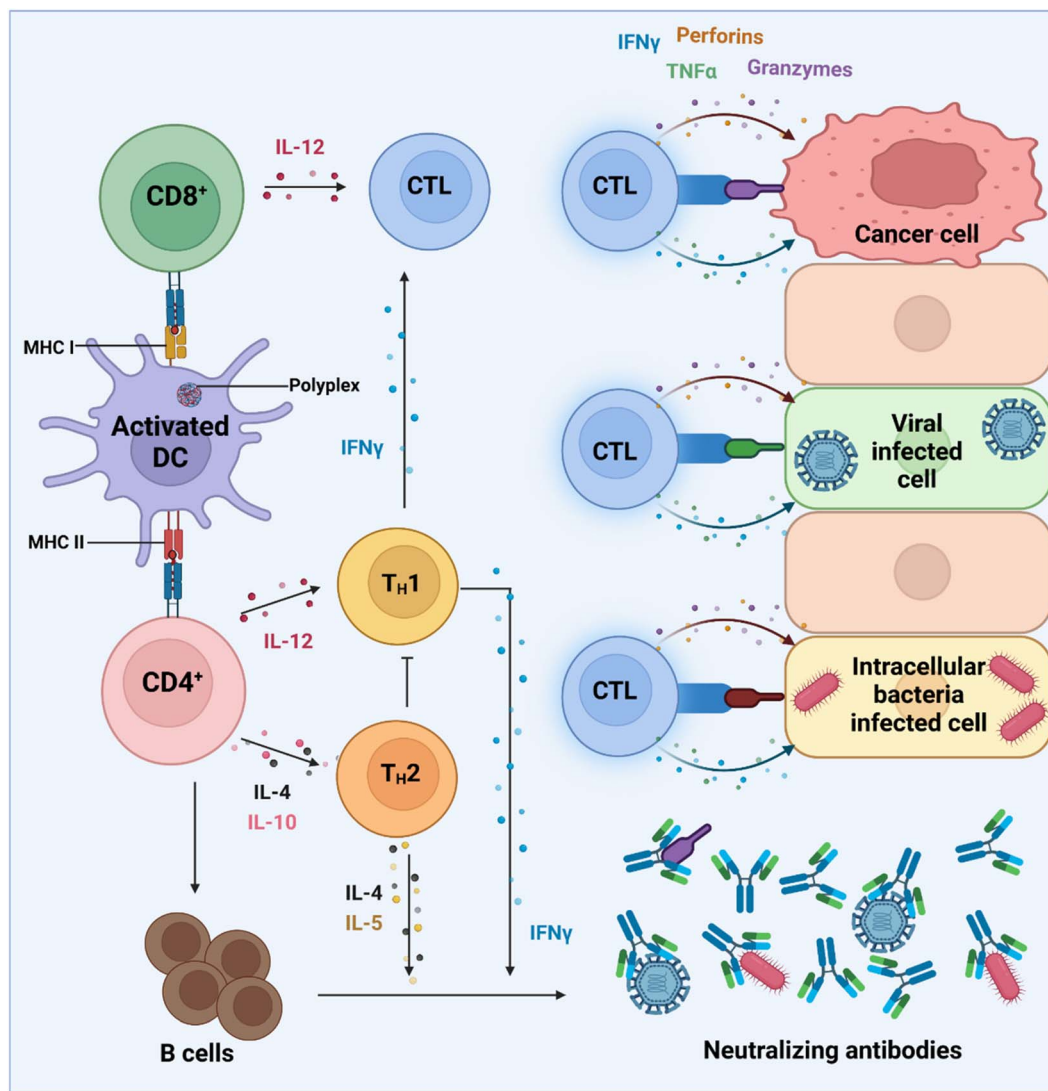 IFNγ
Perforins
TNFα
Granzymes
CD8⁺
IL-12
CTL
CTL
Cancer cell
MHC I
Polyplex
Activated
DC
IFNγ
CTL
Viral
infected
cell
MHC II
T_H1
IL-12
CD4⁺
CTL
Intracellular
bacteria
infected cell
T_H2
IL-4
IL-10
IL-4
IL-5
IFNγ
B cells
Neutralizing antibodies